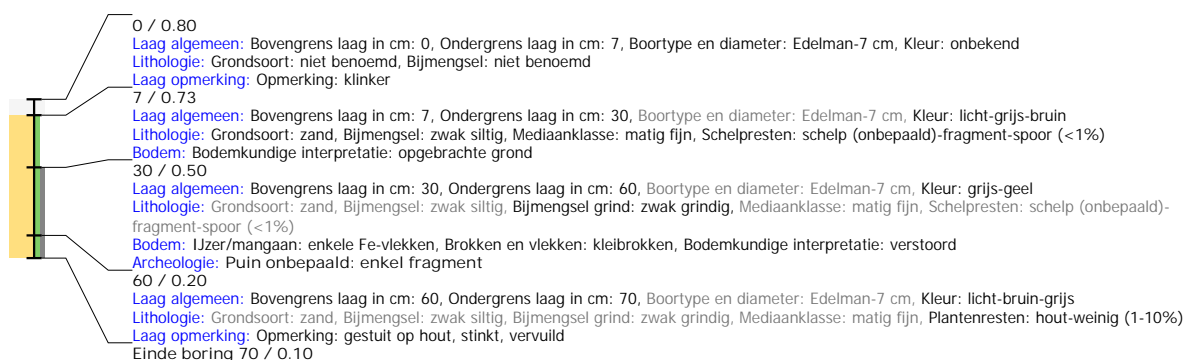 0 / 0.80
Laag algemeen: Bovengrens laag in cm: 0, Ondergrens laag in cm: 7, Boortype en diameter: Edelman-7 cm, Kleur: onbekend
Lithologie: Grondsoort: niet benoemd, Bijmengsel: niet benoemd
Laag opmerking: Opmerking: klinker
7 / 0.73
Laag algemeen: Bovengrens laag in cm: 7, Ondergrens laag in cm: 30, Boortype en diameter: Edelman-7 cm, Kleur: licht-grijs-bruin
Lithologie: Grondsoort: zand, Bijmengsel: zwak siltig, Mediaanklasse: matig fijn, Schelpresten: schelp (onbepaald)-fragment-spoor (<1%)
Bodem: Bodemkundige interpretatie: opgebrachte grond
30 / 0.50
Laag algemeen: Bovengrens laag in cm: 30, Ondergrens laag in cm: 60, Boortype en diameter: Edelman-7 cm, Kleur: grijs-geel
Lithologie: Grondsoort: zand, Bijmengsel: zwak siltig, Bijmengsel grind: zwak grindig, Mediaanklasse: matig fijn, Schelpresten: schelp (onbepaald)-
fragment-spoor (<1%)
Bodem: IJzer/mangaan: enkele Fe-vlekken, Brokken en vlekken: kleibrokken, Bodemkundige interpretatie: verstoord
Archeologie: Puin onbepaald: enkel fragment
60 / 0.20
Laag algemeen: Bovengrens laag in cm: 60, Ondergrens laag in cm: 70, Boortype en diameter: Edelman-7 cm, Kleur: licht-bruin-grijs
Lithologie: Grondsoort: zand, Bijmengsel: zwak siltig, Bijmengsel grind: zwak grindig, Mediaanklasse: matig fijn, Plantenresten: hout-weinig (1-10%)
Laag opmerking: Opmerking: gestuit op hout, stinkt, vervuild
Einde boring 70 / 0.10